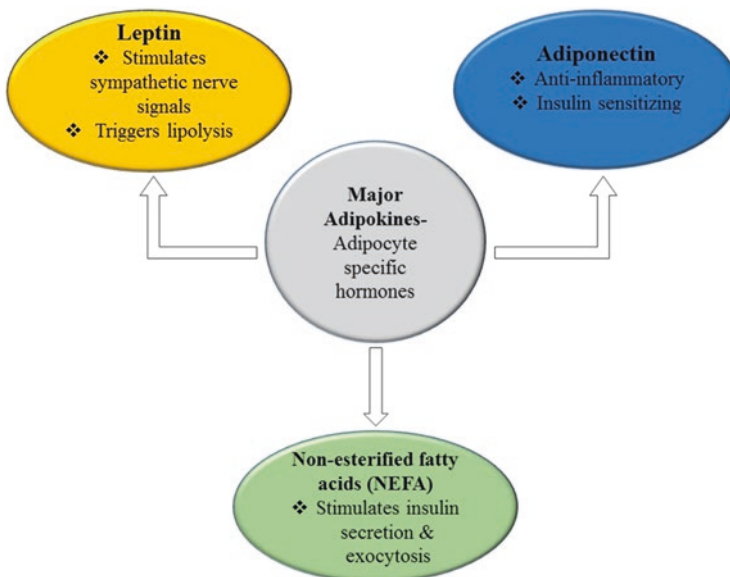 Leptin
❖ Stimulates
sympathetic nerve
signals
❖ Triggers lipolysis
Adiponectin
❖ Anti-inflammatory
❖ Insulin sensitizing
Major
Adipokines-
Adipocyte
specific
hormones
Non-esterified fatty
acids (NEFA)
❖ Stimulates insulin
secretion &
exocytosis